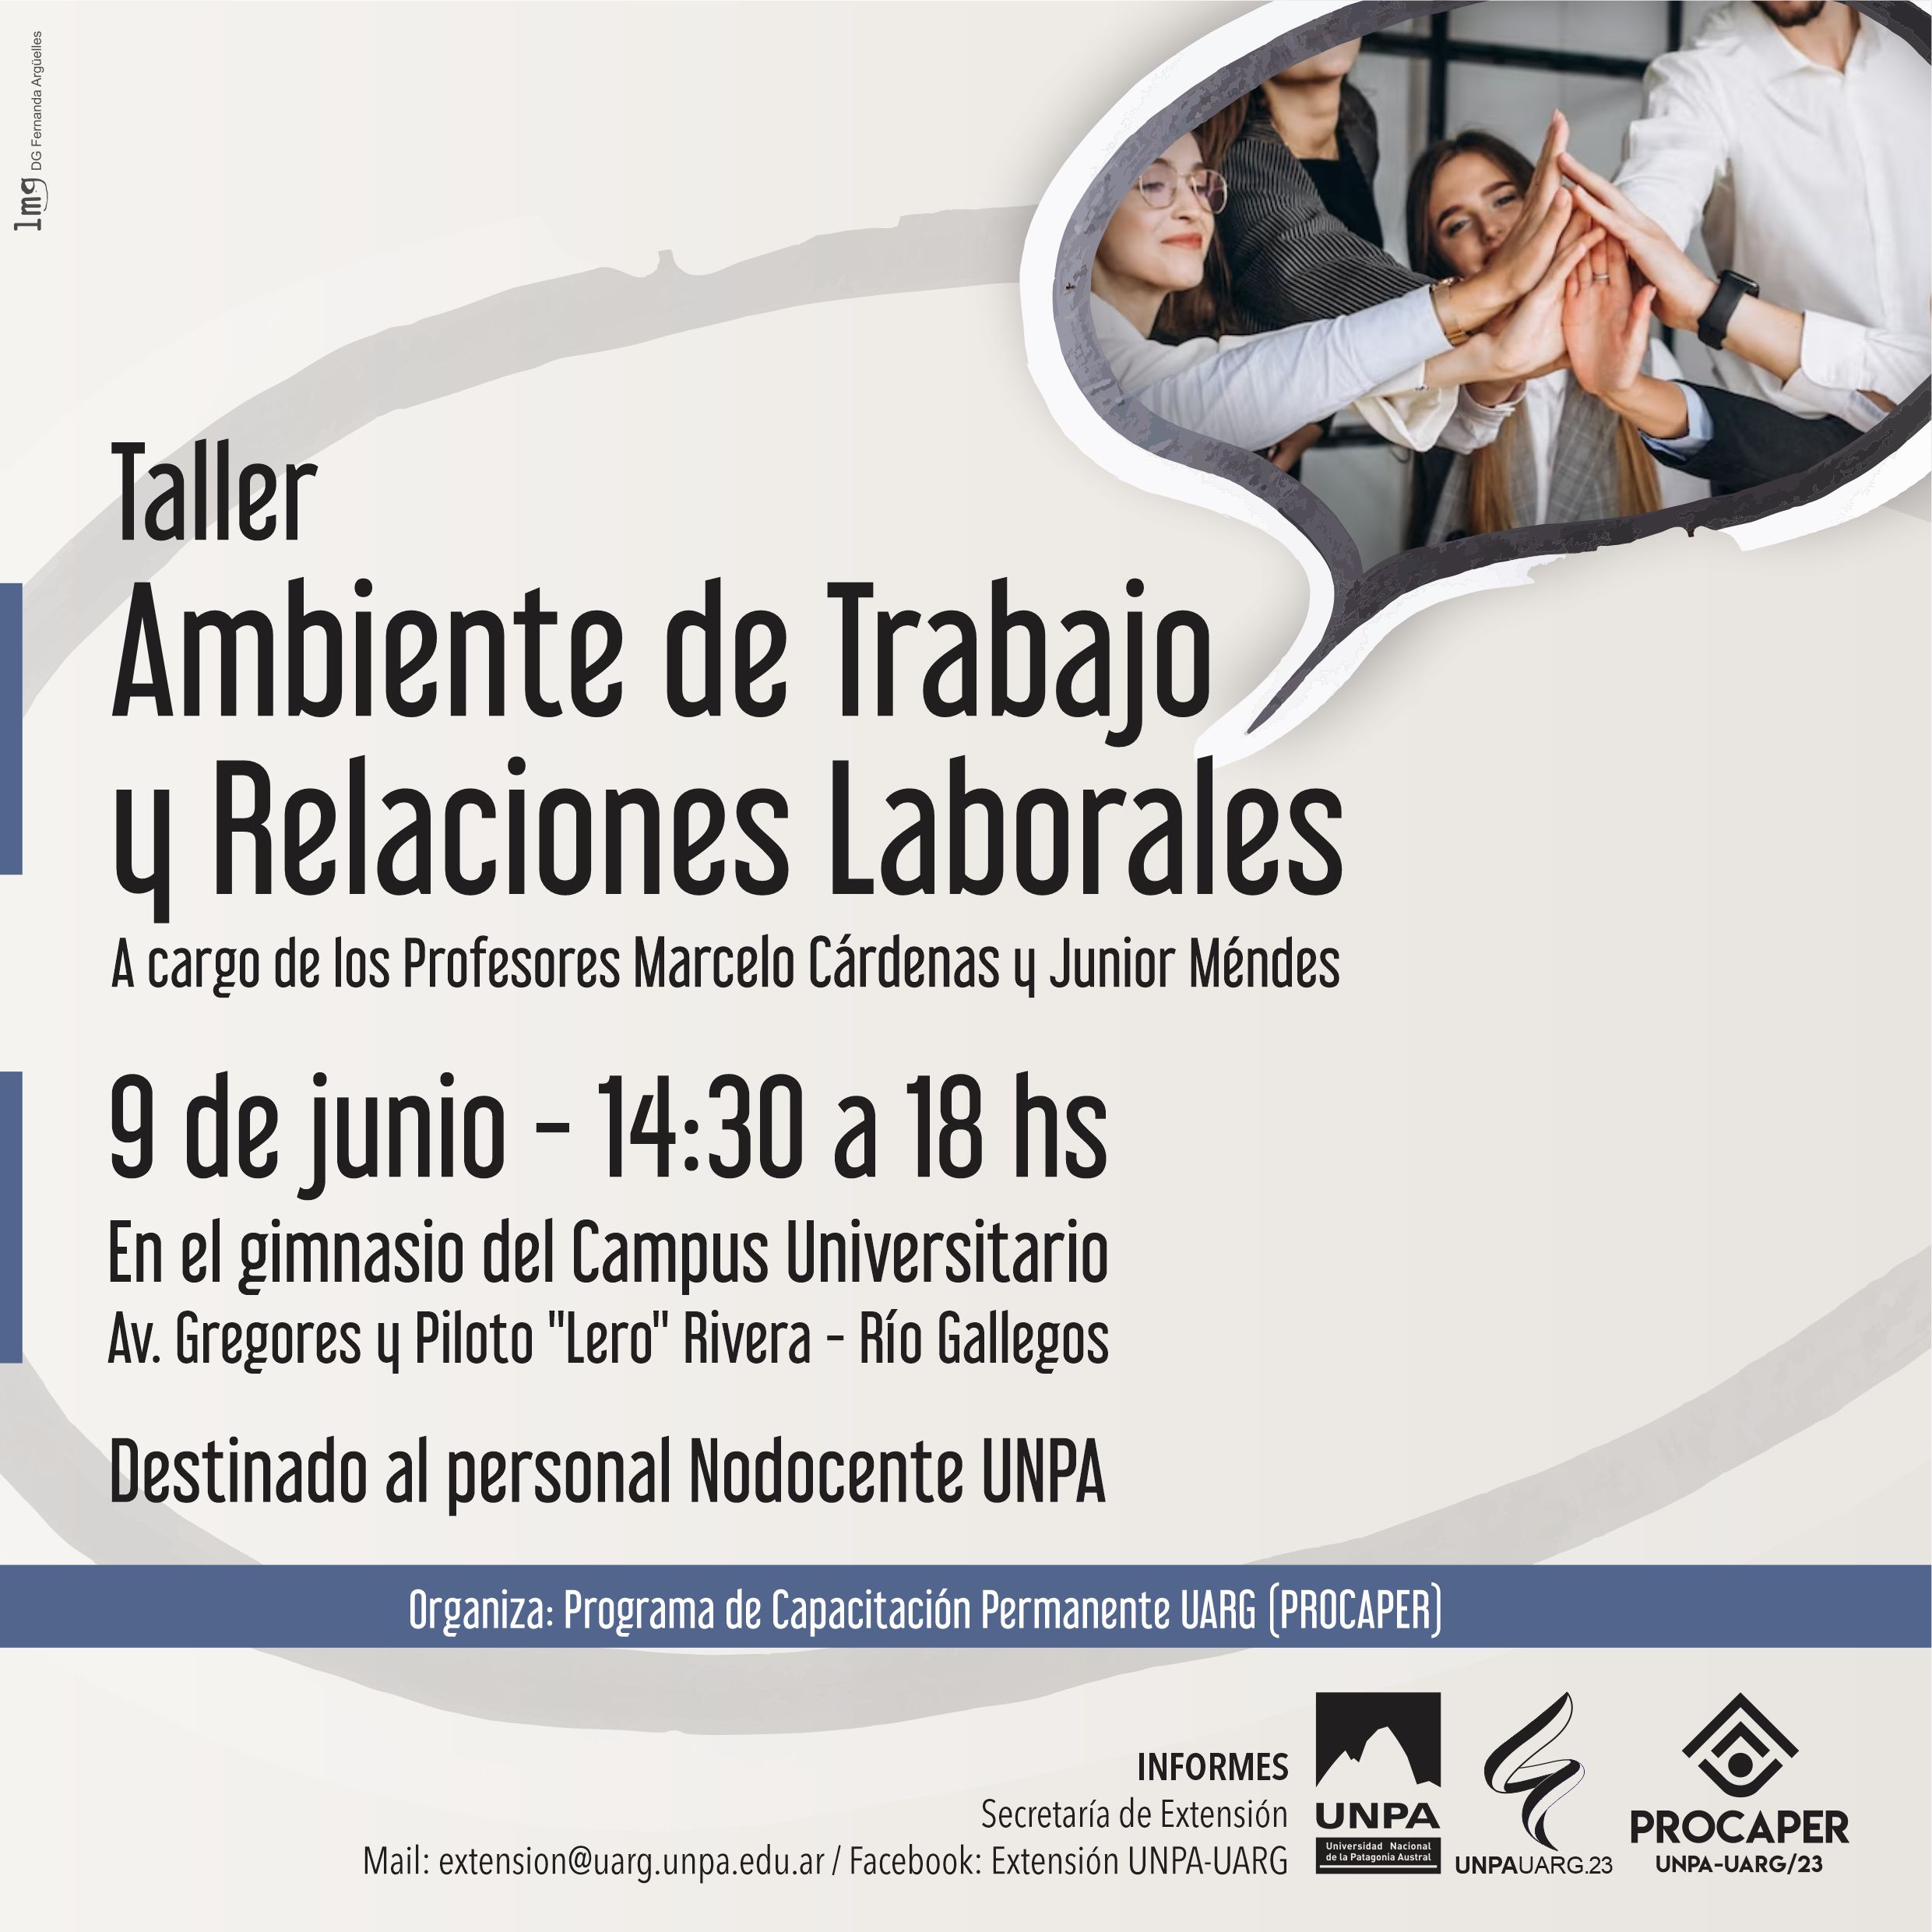 lmg DG Fernanda Argüelles
Taller
Ambiente de Trabajo
y Relaciones Laborales
A cargo de los Profesores Marcelo Cárdenas y Junior Méndes
9 de junio - 14:30 a 18 hs
En el gimnasio del Campus Universitario
Av. Gregores y Piloto "Lero" Rivera - Río Gallegos
Destinado al personal Nodocente UNPA
Organiza: Programa de Capacitación Permanente UARG (PROCAPER)
INFORMES
Secretaría de Extensión
Mail: extension@uarg.unpa.edu.ar / Facebook: Extensión UNPA-UARG
UNPA
Universidad Nacional
de la Patagonia Austral
UNPAUARG.23
PROCAPER
UNPA-UARG/23